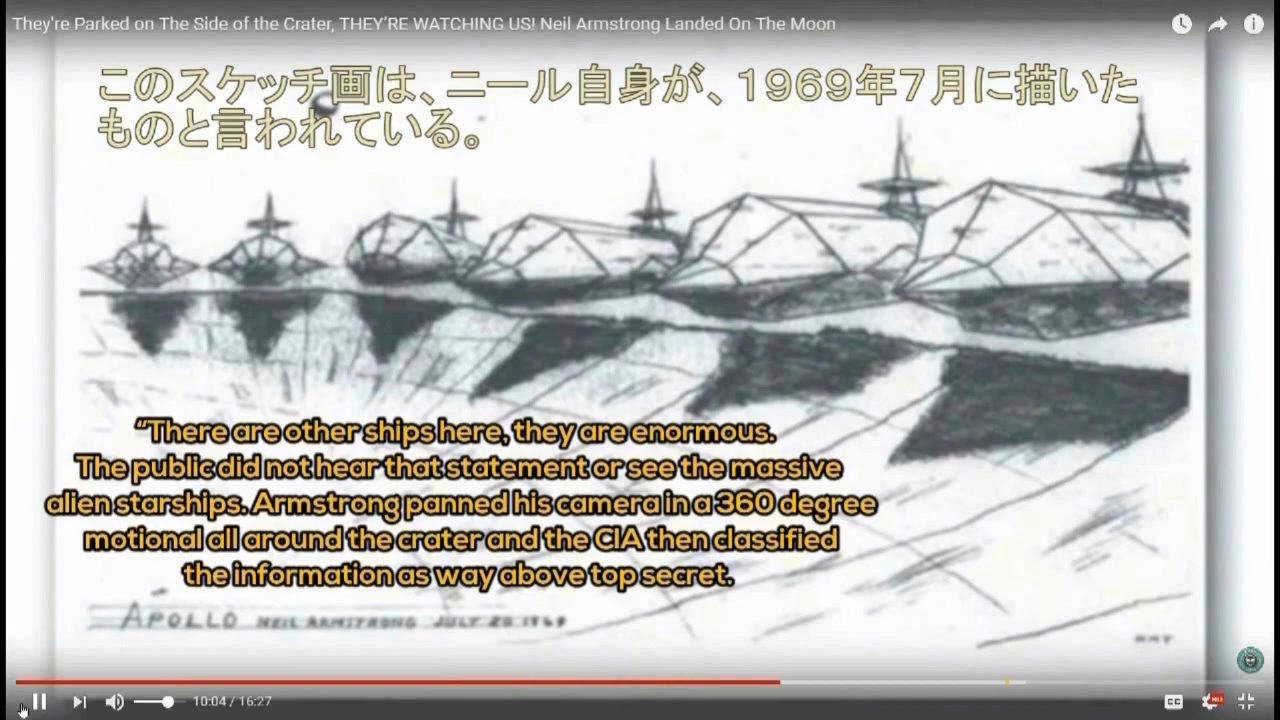 They're Parked on The Side of the Crater, THEY'RE WATCHING US! Neil Armstrong Landed On The Moon
このスケッチ画は、ニール自身が、１９６９年７月に描いた
ものと言われている。
“There are other ships here, they are enormous.
The public did not hear that statement or see the massive
alien starships. Armstrong panned his camera in a 360 degree
motional all around the crater and the CIA then classified
the information as way above top secret.
APOLLO NEIL ARMSTRONG JULY 20 1969
10:04 / 16:27
CC